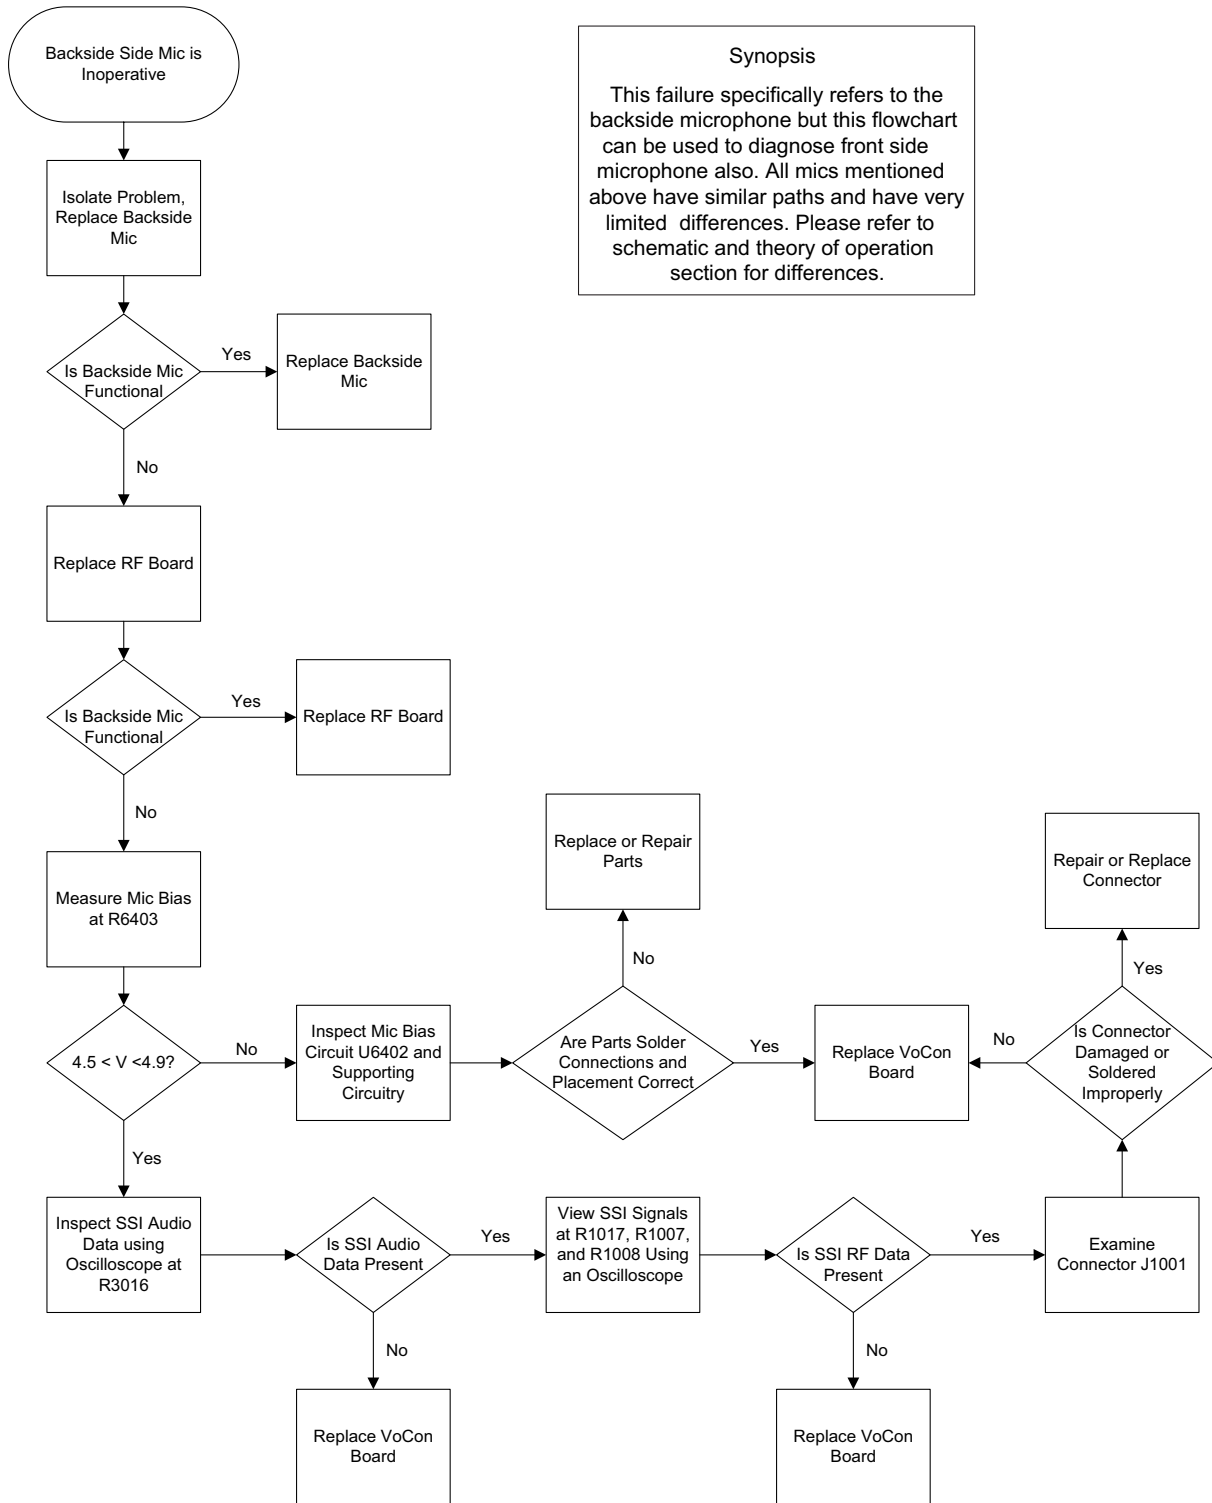 Backside Side Mic is
Inoperative
Synopsis
This failure specifically refers to the
backside microphone but this flowchart
can be used to diagnose front side
microphone also. All mics mentioned
above have similar paths and have very
limited differences. Please refer to
schematic and theory of operation
section for differences.
Isolate Problem,
Replace Backside
Mic
Is Backside Mic
Functional
Yes
Replace Backside
Mic
No
Replace RF Board
Is Backside Mic
Functional
Yes
Replace RF Board
No
Measure Mic Bias
at R6403
Replace or Repair
Parts
Repair or Replace
Connector
No
Yes
4.5 < V <4.9?
No
Inspect Mic Bias
Circuit U6402 and
Supporting
Circuitry
Are Parts Solder
Connections and
Placement Correct
Yes
Replace VoCon
Board
No
Is Connector
Damaged or
Soldered
Improperly
Yes
Inspect SSI Audio
Data using
Oscilloscope at
R3016
Is SSI Audio
Data Present
Yes
View SSI Signals
at R1017, R1007,
and R1008 Using
an Oscilloscope
Is SSI RF Data
Present
Yes
Examine
Connector J1001
No
No
Replace VoCon
Board
Replace VoCon
Board